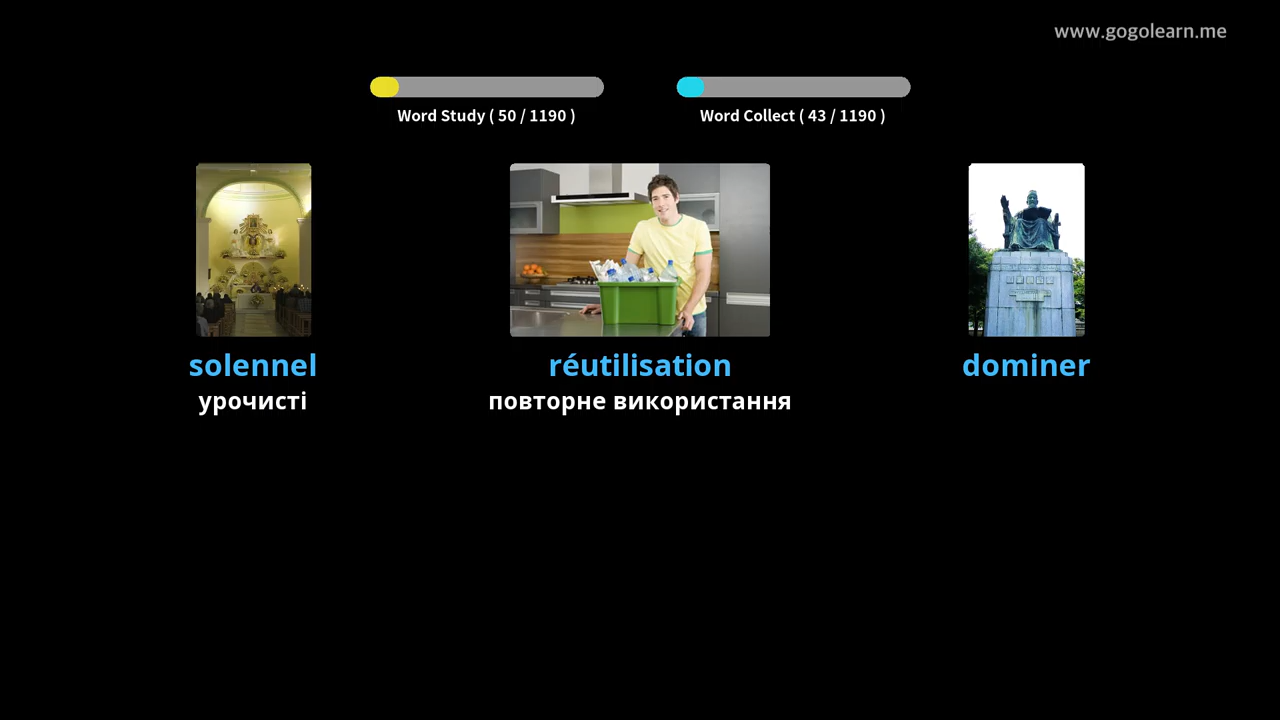 www.gogolearn.me
Word Study ( 50 / 1190 )
Word Collect ( 43 / 1190 )
solennel
урочисті
réutilisation
повторне використання
dominer